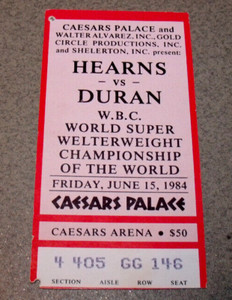 CAESARS PALACE and
WALTER ALVAREZ, INC., GOLD
CIRCLE PRODUCTIONS, INC.
and SHELERTON, INC. present:
HEARNS
- vs -
DURAN
W.B.C.
WORLD SUPER
WELTERWEIGHT
CHAMPIONSHIP
OF THE WORLD
FRIDAY, JUNE 15, 1984
CAESARS PALACE
CAESARS ARENA • $50
4 405 GG 146
SECTION AISLE ROW SEAT